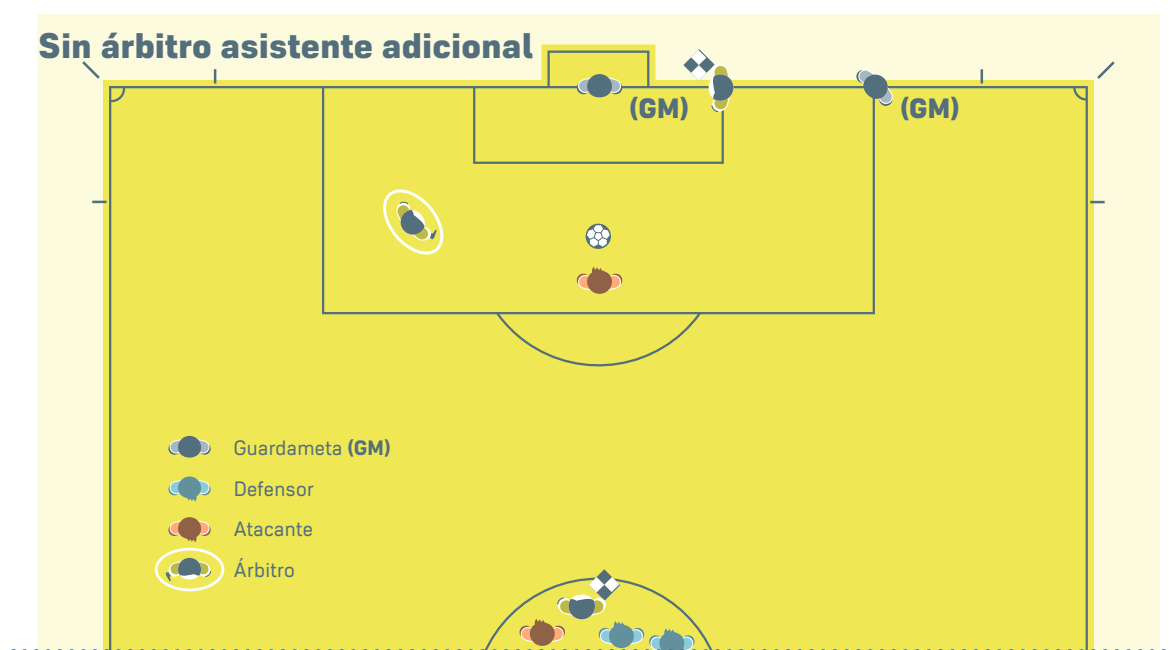 Sin árbitro asistente adicional
(GM)
(GM)
Guardameta (GM)
Defensor
Atacante
Árbitro